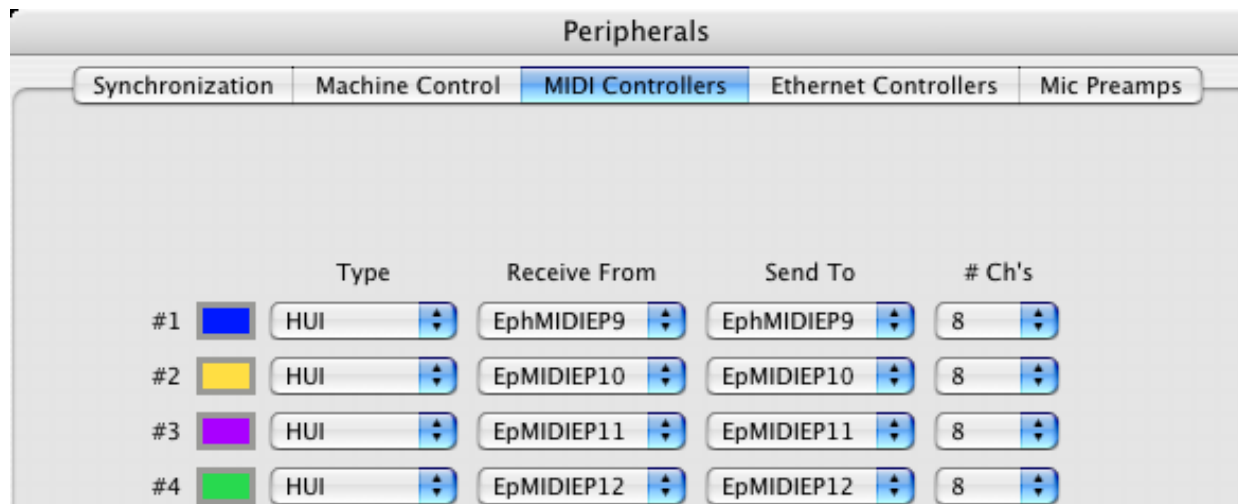 Peripherals
Synchronization Machine Control MIDI Controllers Ethernet Controllers Mic Preamps
Type Receive From Send To # Ch's
#1 HUI EphMIDIEP9 EphMIDIEP9 8
#2 HUI EpMIDIEP10 EpMIDIEP10 8
#3 HUI EpMIDIEP11 EpMIDIEP11 8
#4 HUI EpMIDIEP12 EpMIDIEP12 8